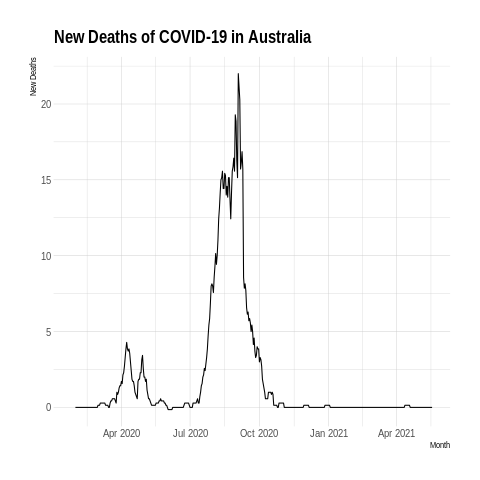 New Deaths of COVID-19 in Australia
New Deaths
20
15
10
5
0
Apr 2020 Jul 2020 Oct 2020 Jan 2021 Apr 2021
Month